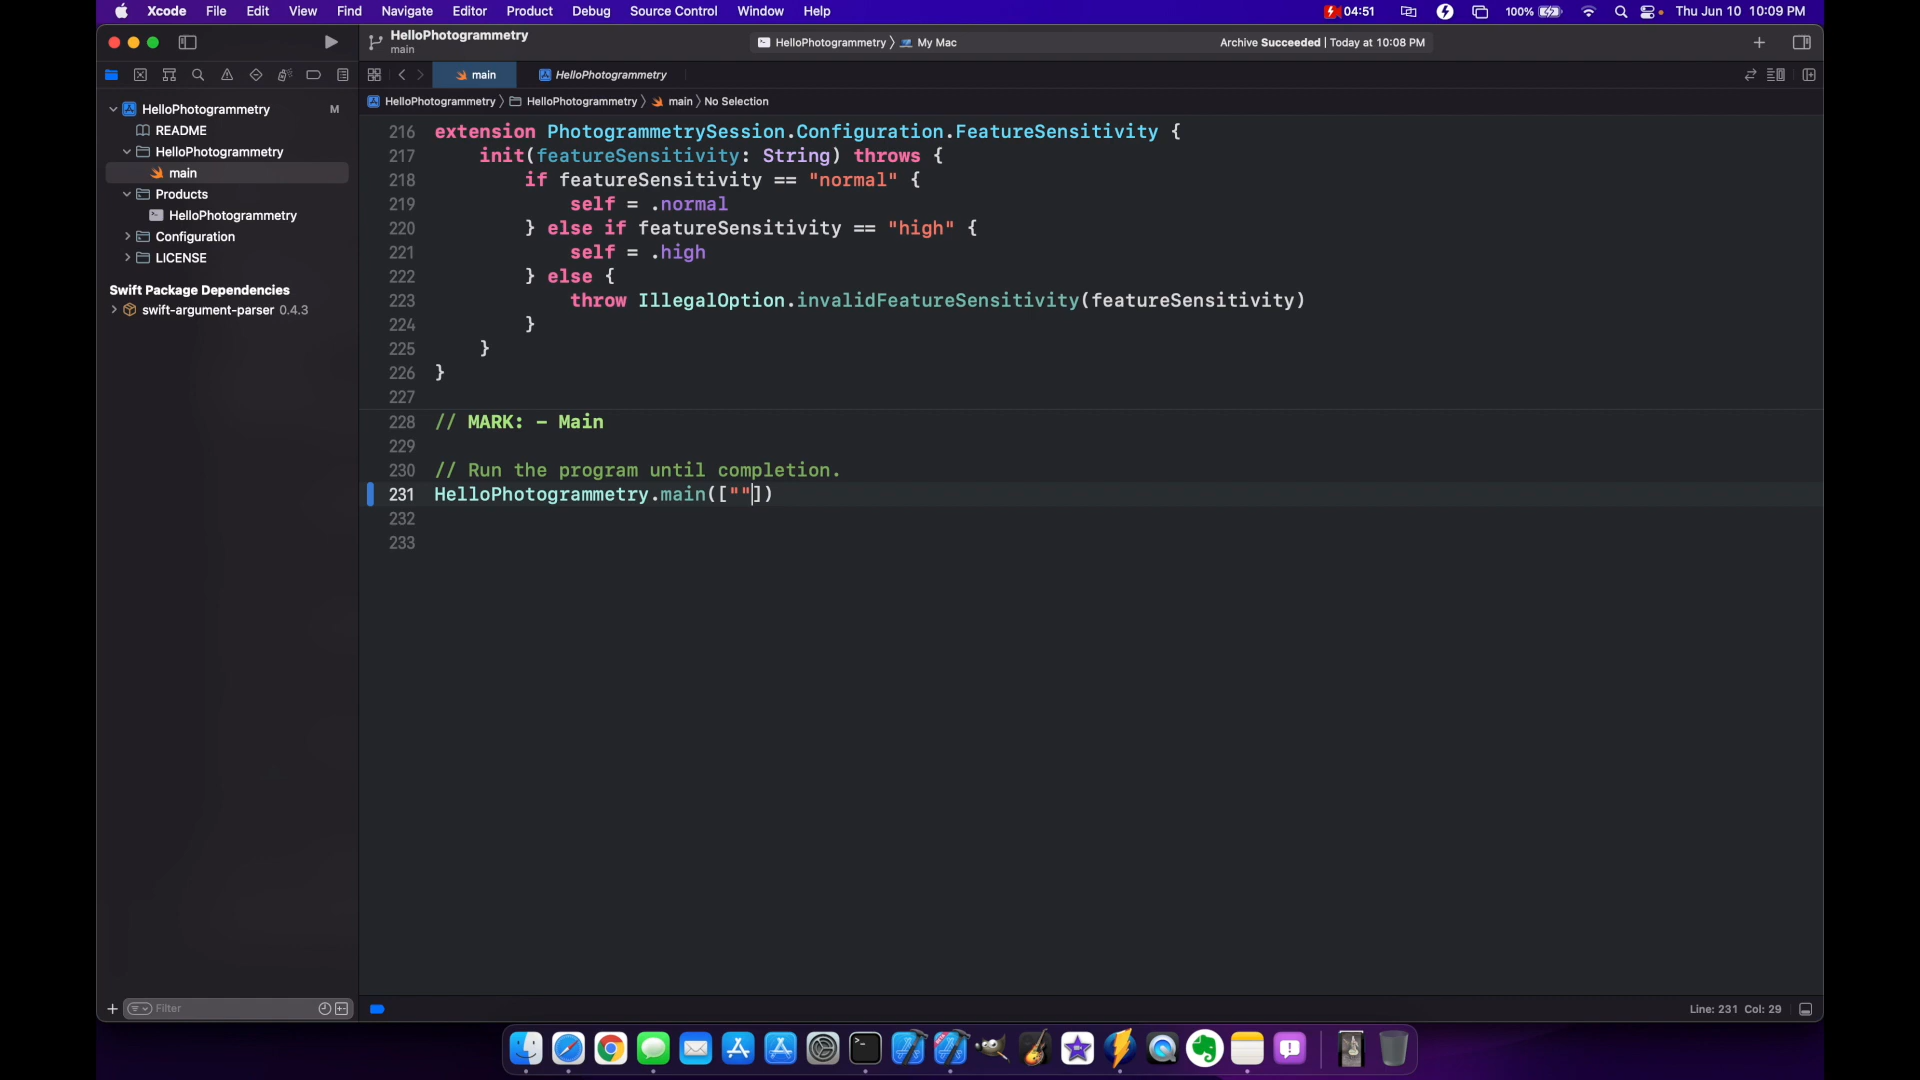 Xcode File Edit View Find Navigate Editor Product Debug Source Control Window Help 04:51 100% Thu Jun 10 10:09 PM
HelloPhotogrammetry
main
HelloPhotogrammetry 〉 My Mac
Archive Succeeded | Today at 10:08 PM
main HelloPhotogrammetry
HelloPhotogrammetry 〉 HelloPhotogrammetry 〉 main 〉 No Selection
HelloPhotogrammetry M
README
HelloPhotogrammetry
main
Products
HelloPhotogrammetry
Configuration
LICENSE
Swift Package Dependencies
swift-argument-parser 0.4.3
216 extension PhotogrammetrySession.Configuration.FeatureSensitivity {
217 init(featureSensitivity: String) throws {
218 if featureSensitivity == "normal" {
219 self = .normal
220 } else if featureSensitivity == "high" {
221 self = .high
222 } else {
223 throw IllegalOption.invalidFeatureSensitivity(featureSensitivity)
224 }
225 }
226 }
227
228 // MARK: - Main
229
230 // Run the program until completion.
231 HelloPhotogrammetry.main([""])
232
233
Filter
Line: 231 Col: 29